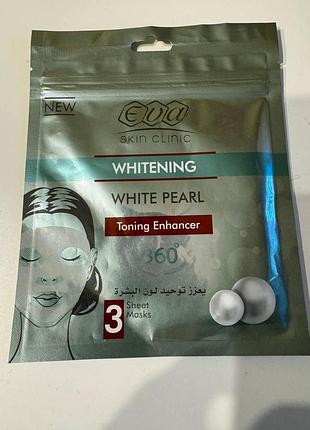 NEW
Eva
SKIN CLINIC
WHITENING
WHITE PEARL
Toning Enhancer
360°
يعزز توحيد لون البشرة
3 Sheet
Masks